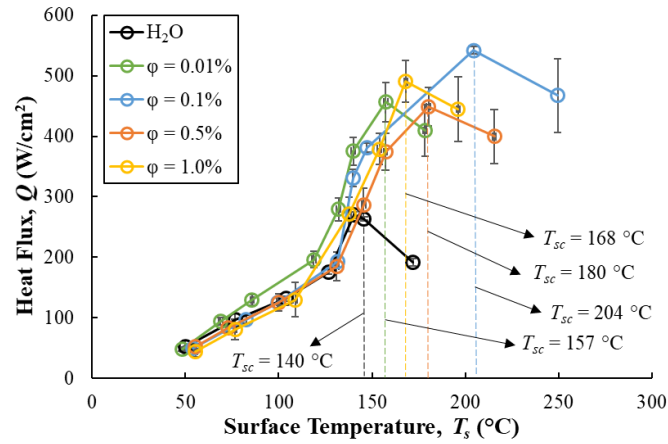 600
500
400
300
200
100
0
Heat Flux, Q (W/cm²)
H₂O
φ = 0.01%
φ = 0.1%
φ = 0.5%
φ = 1.0%
T_sc = 168 °C
T_sc = 180 °C
T_sc = 204 °C
T_sc = 140 °C
T_sc = 157 °C
0 50 100 150 200 250 300
Surface Temperature, T_s (°C)